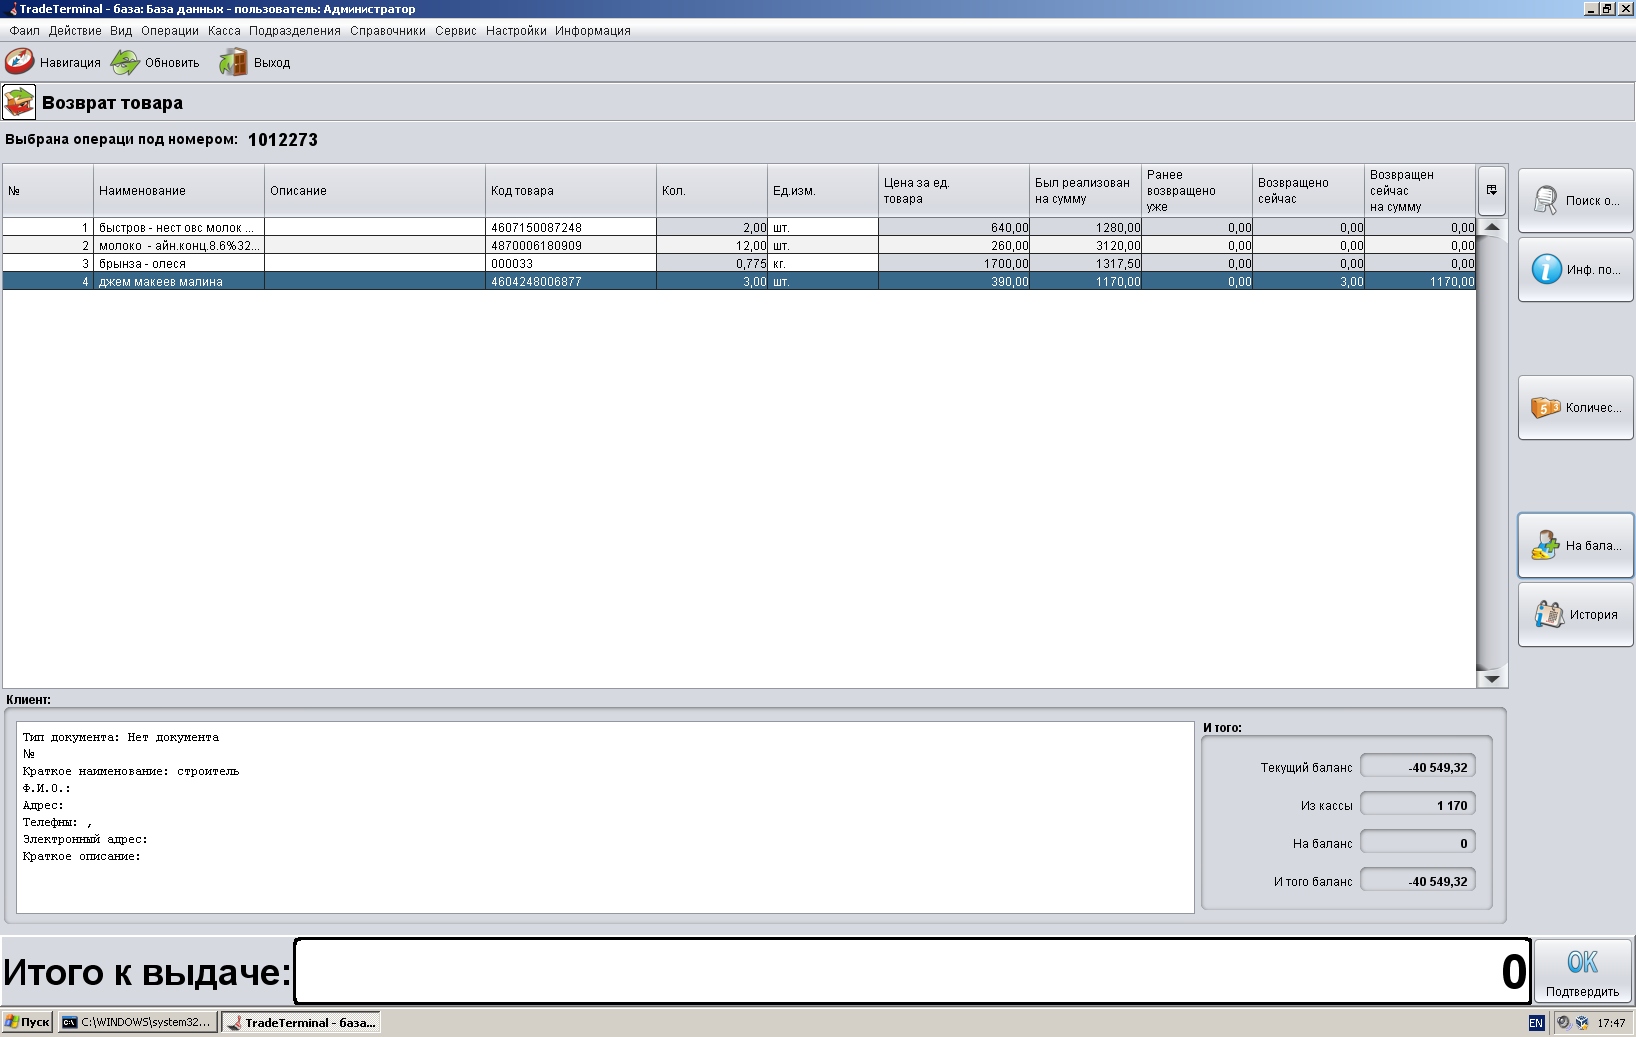 TradeTerminal - база: База данных - пользователь: Администратор
Фаил Действие Вид Операции Касса Подразделения Справочники Сервис Настройки Информация
Навигация Обновить Выход
Возврат товара
Выбрана операци под номером: 1012273
№ Наименование Описание Код товара Кол. Ед.изм. Цена за ед. товара Был реализован на сумму Ранее возвращено уже Возвращено сейчас Возвращен сейчас на сумму
1 быстров - нест овс молок ... 4607150087248 2,00 шт. 640,00 1280,00 0,00 0,00 0,00
2 молоко - айн.конц.8.6%32... 4870006180909 12,00 шт. 260,00 3120,00 0,00 0,00 0,00
3 брынза - олеся 000033 0,775 кг. 1700,00 1317,50 0,00 0,00 0,00
4 джем макеев малина 4604248006877 3,00 шт. 390,00 1170,00 0,00 3,00 1170,00
Поиск о...
Инф. по...
5 3 Количес...
На бала...
История
Клиент:
Тип документа: Нет документа
№
Краткое наименование: строитель
Ф.И.О.:
Адрес:
Телефны: ,
Электронный адрес:
Краткое описание:
Итого:
Текущий баланс -40 549,32
Из кассы 1 170
На баланс 0
Итого баланс -40 549,32
Итого к выдаче: 0
OK
Подтвердить
Пуск C:\WINDOWS\system32... TradeTerminal - база... EN 17:47